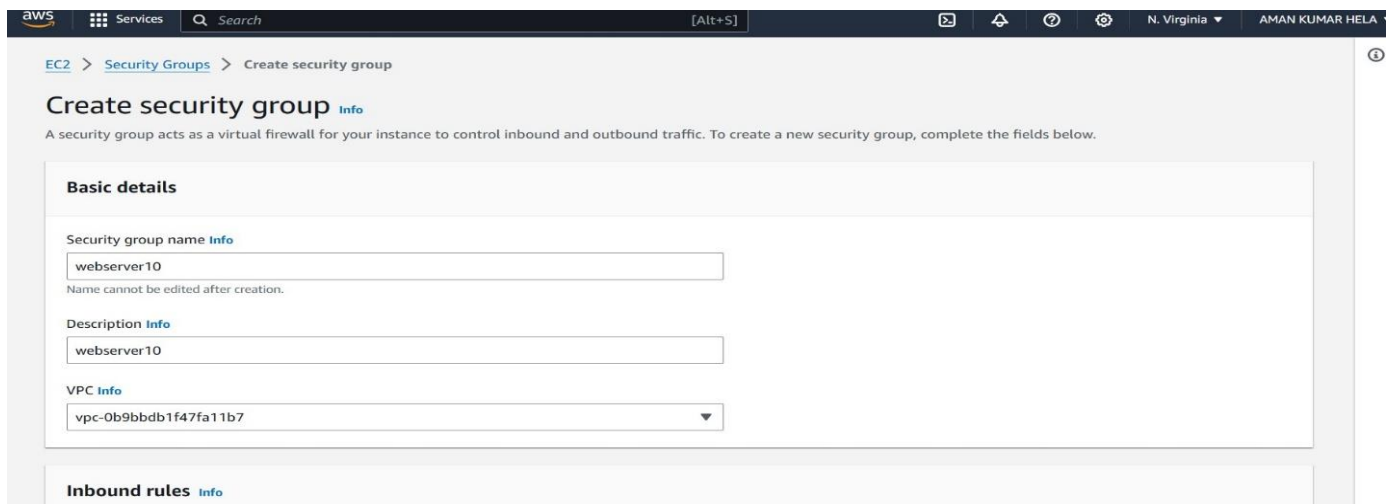 aws Services Search [Alt+S] N. Virginia ▼ AMAN KUMAR HELA
EC2 > Security Groups > Create security group
Create security group Info
A security group acts as a virtual firewall for your instance to control inbound and outbound traffic. To create a new security group, complete the fields below.
Basic details
Security group name Info
webserver10
Name cannot be edited after creation.
Description Info
webserver10
VPC Info
vpc-0b9bbdb1f47fa11b7
Inbound rules Info